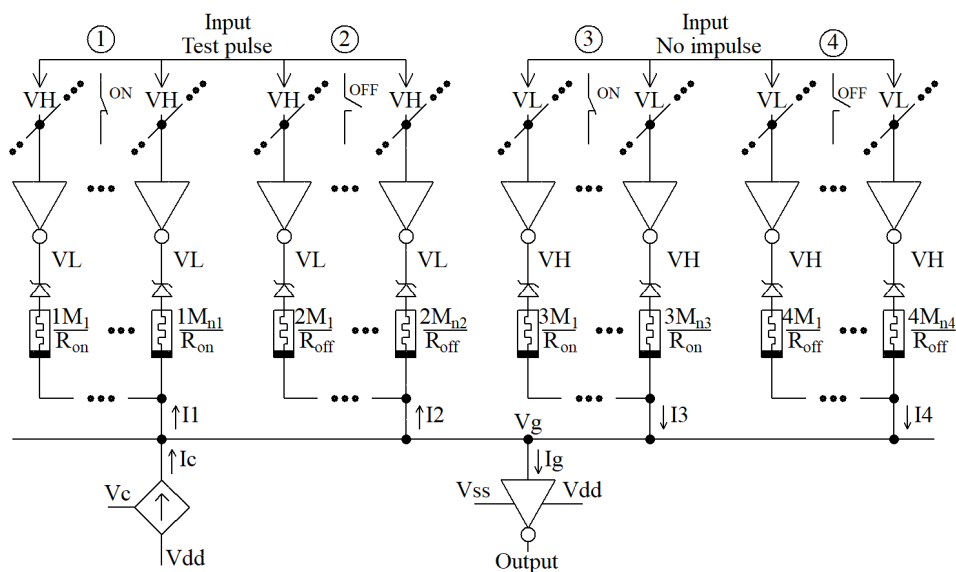 ① Input Test pulse ② ③ Input No impulse ④
VH ON VH VH OFF VH VL ON VL VL OFF VL
VL VL VL VL VH VH VH VH
1M1 1Mn1 2M1 2Mn2 3M1 3Mn3 4M1 4Mn4
Ron Ron Roff Roff Ron Ron Roff Roff
I1 I2 I3 I4
Vg
Ic Ig
Vc Vss Vdd
Vdd Output